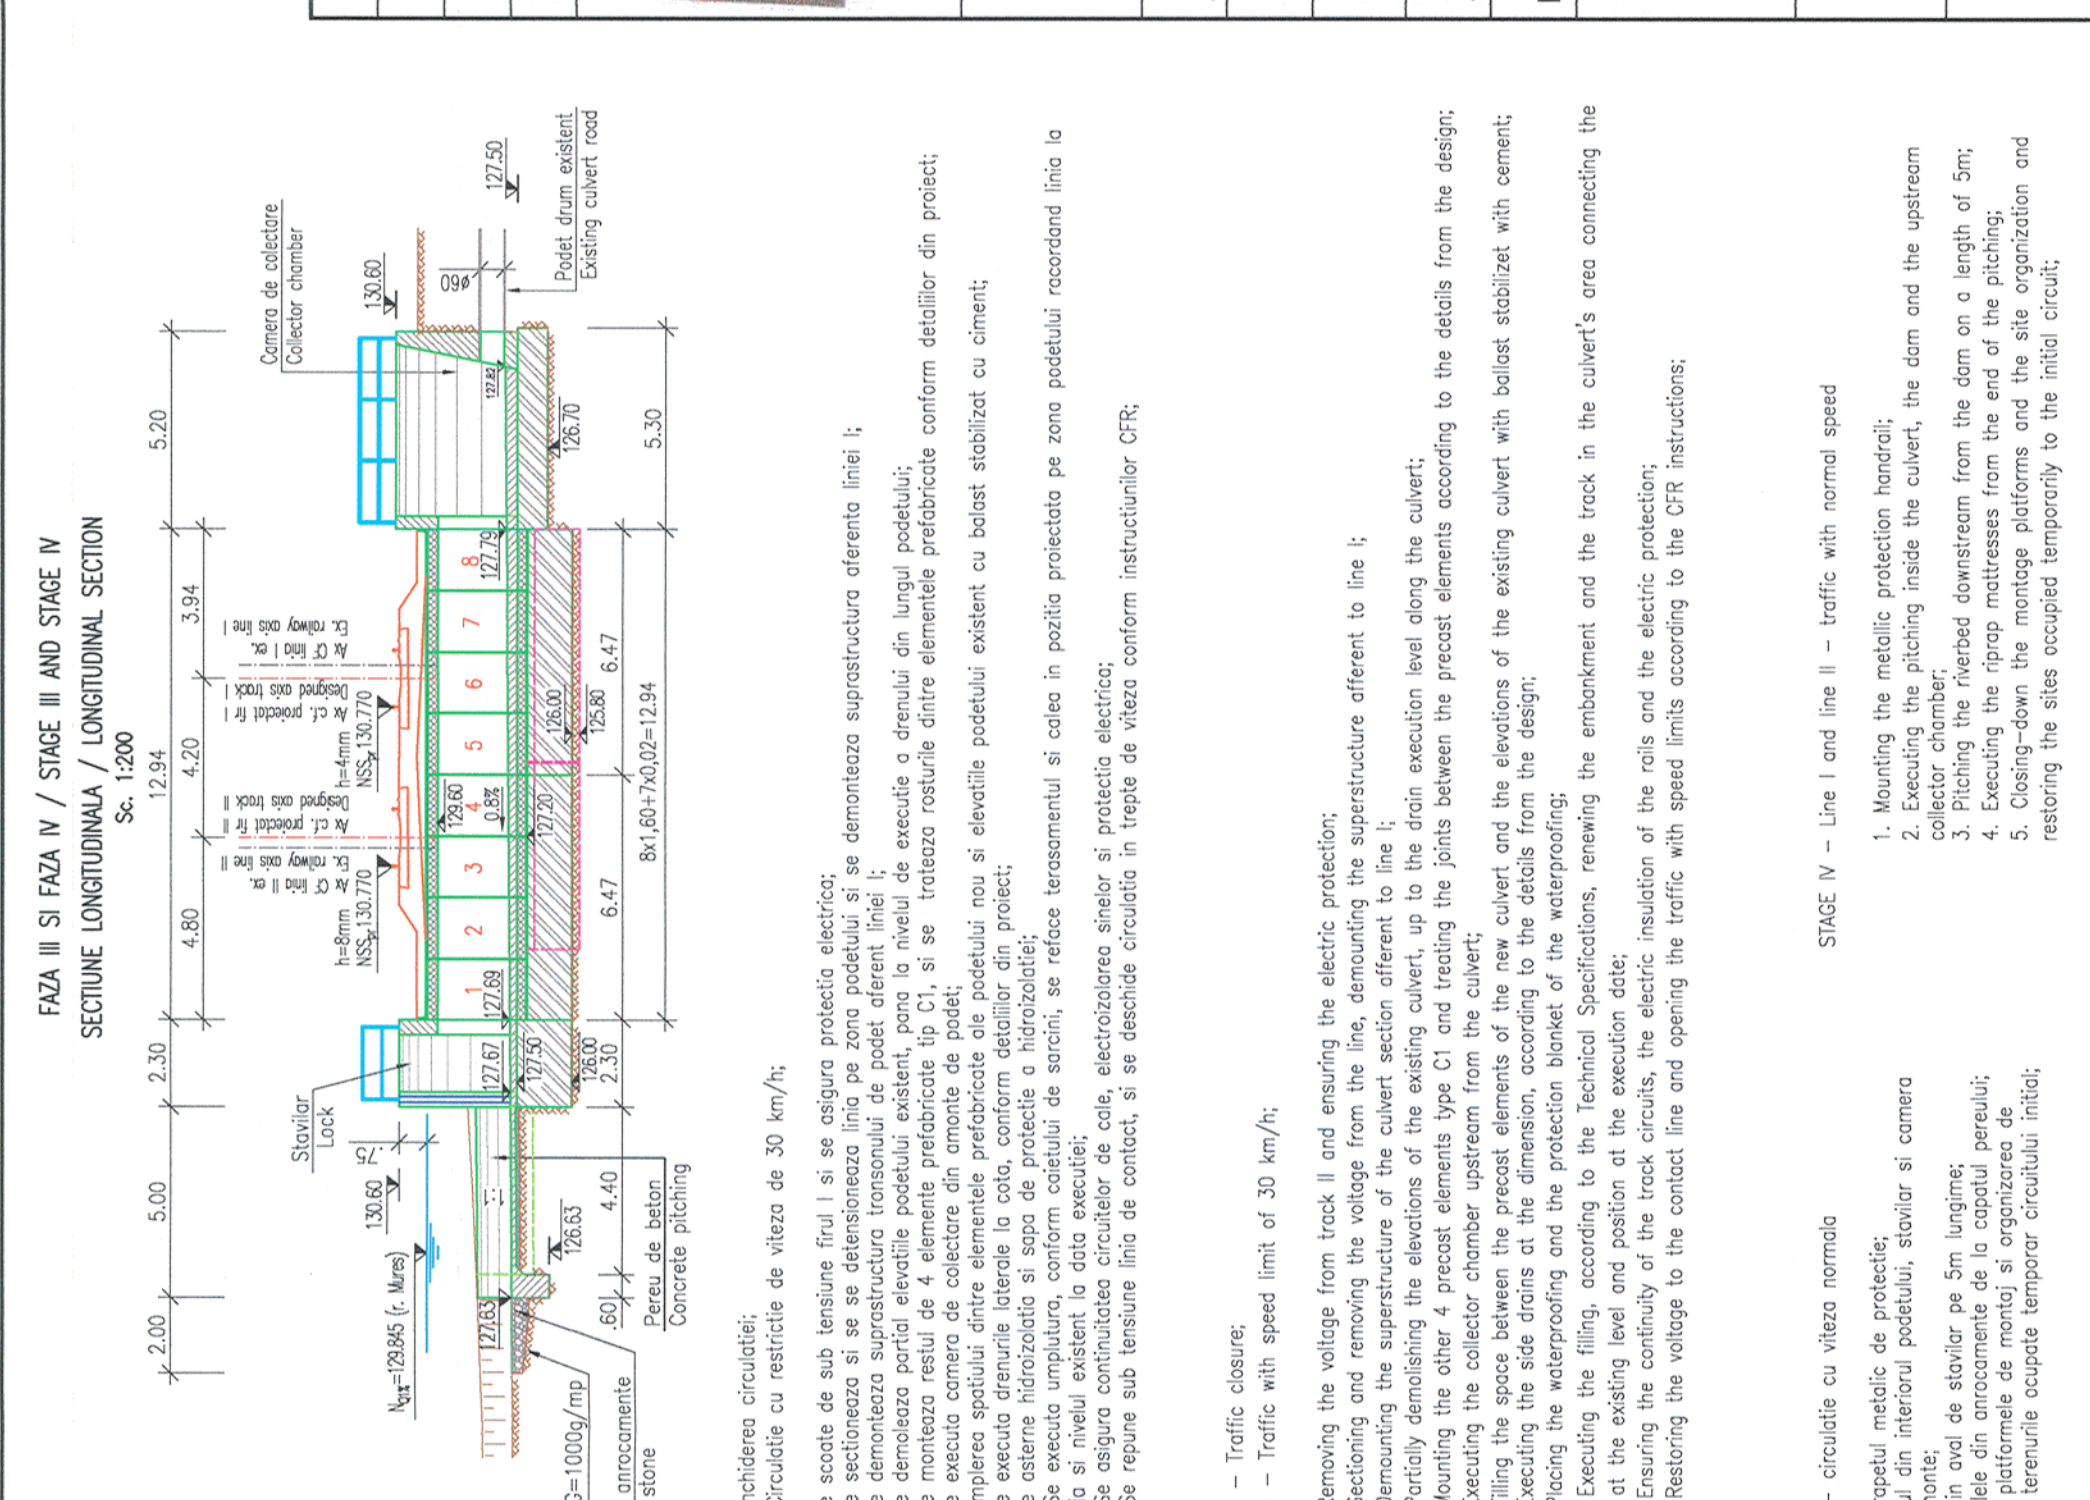 FAZA III SI FAZA IV / STAGE III AND STAGE IV
SECTIUNE LONGITUDINALA / LONGITUDINAL SECTION
Sc. 1:200
12.94
5.20
2.30
5.00
2.00
4.80
4.20
3.94
Camera de colectare
Collector chamber
130.60
ø60
127.50
Podet drum existent
Existing culvert road
Ax CF linia I ex.
Ex. railway axis line I
Ax c.f. proiectat fir I
Designed axis track I
h=4mm
NSSpr130.770
Ax c.f. proiectat fir II
Designed axis track II
Ax CF linia II ex.
Ex. railway axis line II
h=8mm
NSSpr130.770
Stavilar
Lock
.75
130.60
NQ1%=129.845 (r. Mures)
1 2 3 4 5 6 7 8
129.60
0.8%
127.82
127.79
127.69
127.67
127.63
127.50
127.20
126.70
126.00
125.80
126.00
126.63
1:1
.60
4.40
2.30
6.47
6.47
5.30
8x1,60+7x0,02=12.94
Pereu de beton
Concrete pitching
G=1000g/mp
anrocamente
stone
nchiderea circulatiei;
Circulatie cu restrictie de viteza de 30 km/h;
e scoate de sub tensiune firul I si se asigura protectia electrica;
e sectioneaza si se detensioneaza linia pe zona podetului si se demonteaza suprastructura aferenta liniei I;
e demonteaza suprastructura tronsonului de podet aferent liniei I;
e demoleaza partial elevatiile podetului existent, pana la nivelul de executie a drenului din lungul podetului;
e monteaza restul de 4 elemente prefabricate tip C1, si se trateaza rosturile dintre elementele prefabricate conform detaliilor din proiect;
e executa camera de colectare din amonte de podet;
mplerea spatiului dintre elementele prefabricate ale podetului nou si elevatiile podetului existent cu balast stabilizat cu ciment;
e executa drenurile laterale la cota, conform detaliilor din proiect;
e asterne hidroizolatia si sapa de protectie a hidroizolatiei;
e executa umplutura, conform caietului de sarcini, se reface terasamentul si calea in pozitia proiectata pe zona podetului racordand linia la
ia si nivelul existent la data executiei;
e asigura continuitatea circuitelor de cale, electroizolarea sinelor si protectia electrica;
e repune sub tensiune linia de contact, si se deschide circulatia in trepte de viteza conform instructiunilor CFR;
– Traffic closure;
– Traffic with speed limit of 30 km/h;
Removing the voltage from track II and ensuring the electric protection;
Sectioning and removing the voltage from the line, demounting the superstructure afferent to line I;
Demounting the superstructure of the culvert section afferent to line I;
Partially demolishing the elevations of the existing culvert, up to the drain execution level along the culvert;
Mounting the other 4 precast elements type C1 and treating the joints between the precast elements according to the details from the design;
Executing the collector chamber upstream from the culvert;
Filling the space between the precast elements of the new culvert and the elevations of the existing culvert with ballast stabilizet with cement;
Executing the side drains at the dimension, according to the details from the design;
Placing the waterproofing and the protection blanket of the waterproofing;
Executing the filling, according to the Technical Specifications, renewing the embankment and the track in the culvert's area connecting the
at the existing level and position at the execution date;
Ensuring the continuity of the track circuits, the electric insulation of the rails and the electric protection;
Restoring the voltage to the contact line and opening the traffic with speed limits according to the CFR instructions;
– circulatie cu viteza normala
rapetul metalic de protectie;
ul din interiorul podetului, stavilar si camera
monte;
in aval de stavilar pe 5m lungime;
lele din anrocamente de la capatul pereului;
platformele de montaj si organizarea de
terenurile ocupate temporar circuitului initial;
STAGE IV – Line I and line II – traffic with normal speed
1. Mounting the metallic protection handrail;
2. Executing the pitching inside the culvert, the dam and the upstream
collector chamber;
3. Pitching the riverbed downstream from the dam on a length of 5m;
4. Executing the riprap mattresses from the end of the pitching;
5. Closing–down the montage platforms and the site organization and
restoring the sites occupied temporarily to the initial circuit;